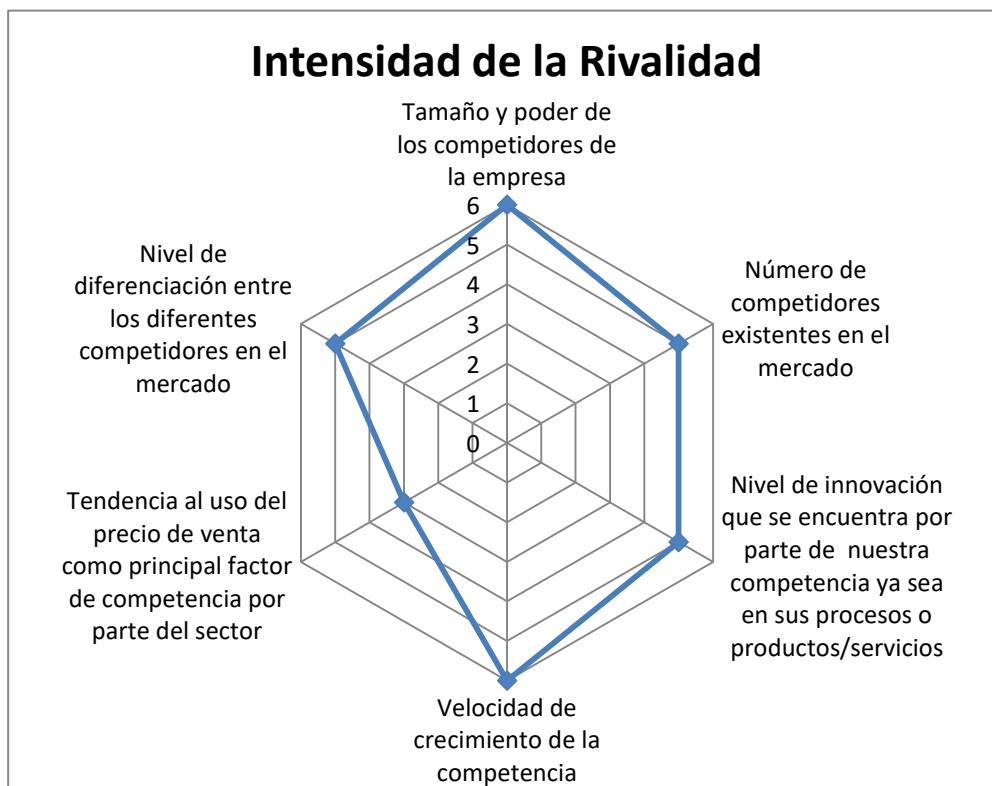 Intensidad de la Rivalidad
Tamaño y poder de
los competidores de
la empresa
6
5
4
3
2
1
0
Número de
competidores
existentes en el
mercado
Nivel de innovación
que se encuentra por
parte de  nuestra
competencia ya sea
en sus procesos o
productos/servicios
Velocidad de
crecimiento de la
competencia
Tendencia al uso del
precio de venta
como principal factor
de competencia por
parte del sector
Nivel de
diferenciación entre
los diferentes
competidores en el
mercado